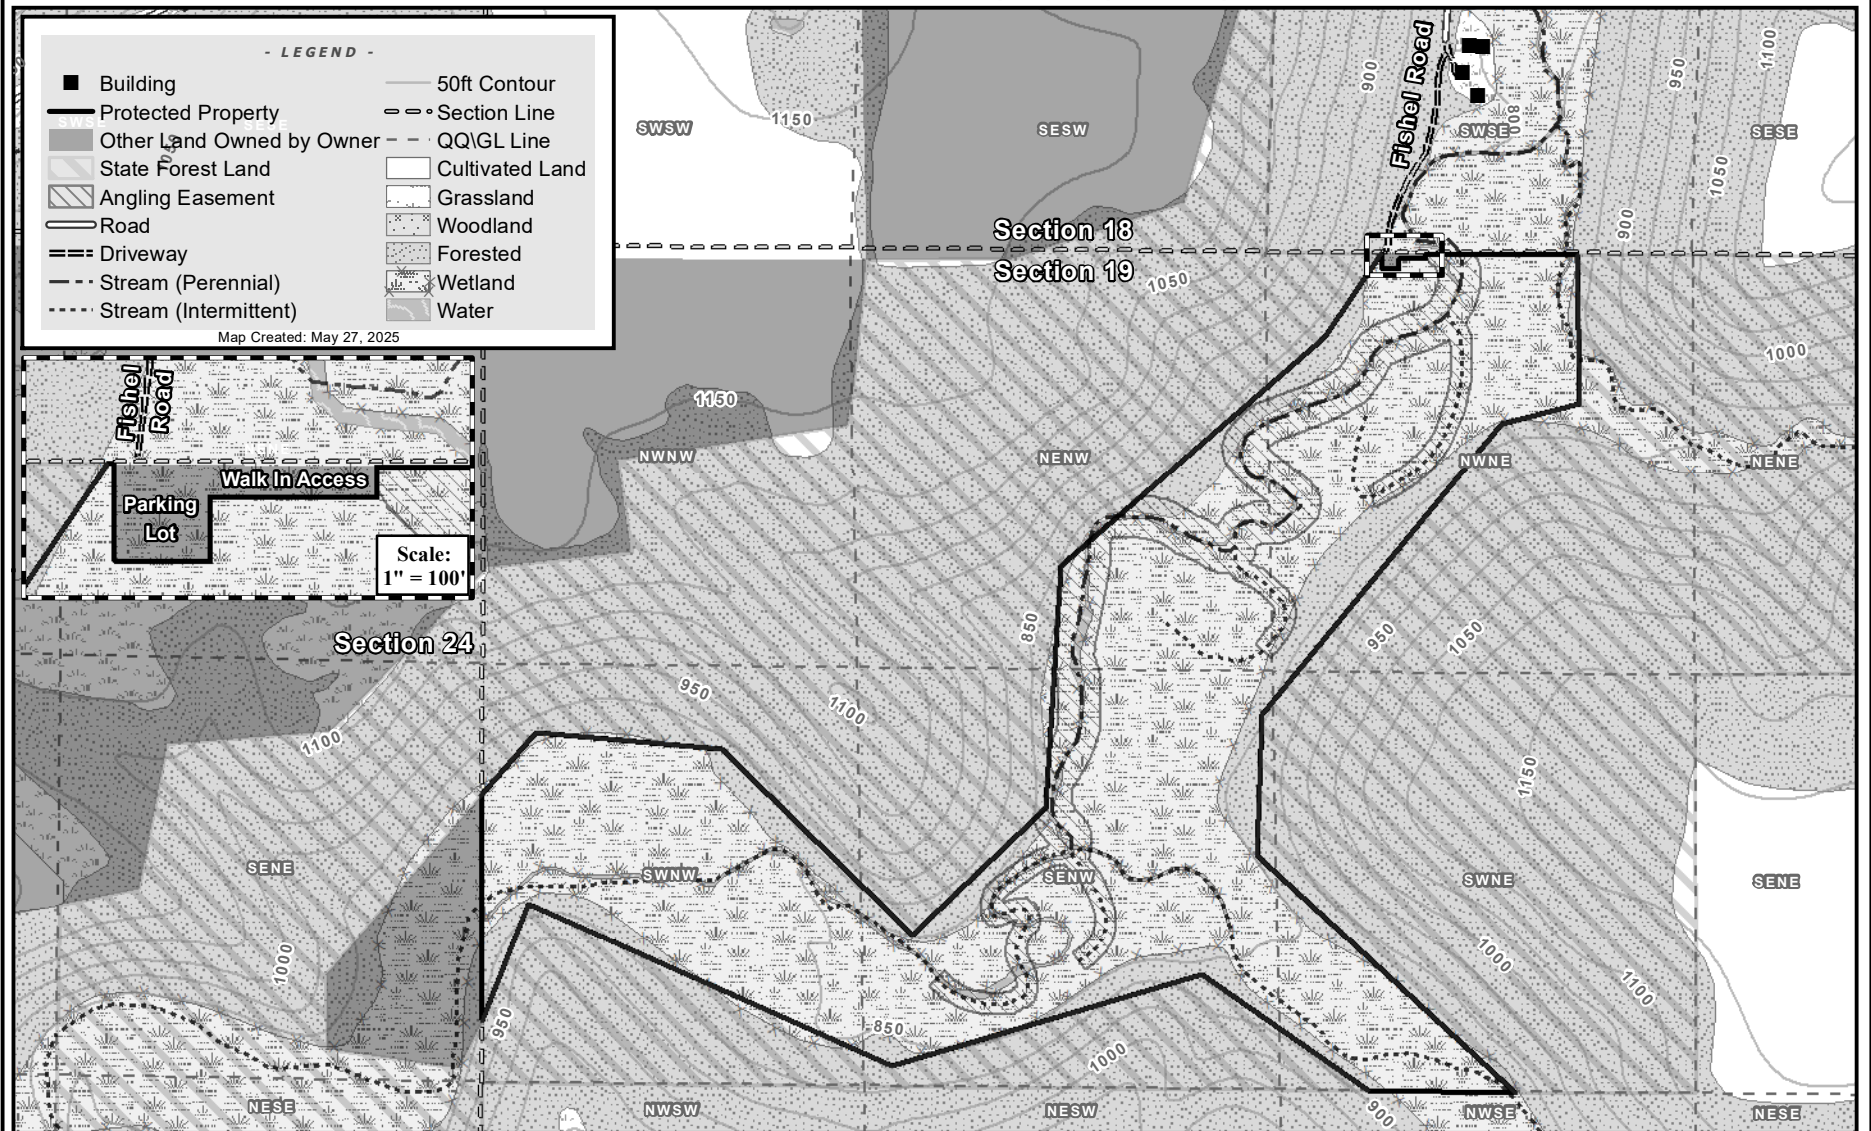 - LEGEND -
Building
Protected Property
Other Land Owned by Owner
State Forest Land
Angling Easement
Road
Driveway
Stream (Perennial)
Stream (Intermittent)
50ft Contour
Section Line
QQ\GL Line
Cultivated Land
Grassland
Woodland
Forested
Wetland
Water
Map Created: May 27, 2025
SWSW
1150
SESW
900
Fishel Road
800
SWSE
950
1100
SESE
1050
900
Section 18
Section 19
1050
1000
Fishel
Road
Walk In Access
Parking
Lot
Scale:
1" = 100'
1150
NWNW
NENW
NWNE
NENE
Section 24
850
950
1050
950
1100
1100
1150
SENE
SWNW
SENW
SWNE
SENE
1000
950
850
1000
1000
1100
900
NESE
NWSW
NESW
NWSE
NESE